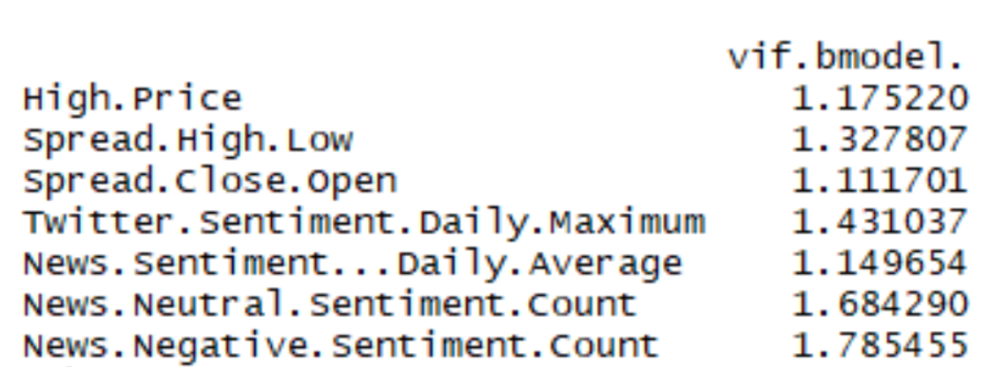 vif.bmodel.
High.Price 1.175220
Spread.High.Low 1.327807
Spread.Close.Open 1.111701
Twitter.Sentiment.Daily.Maximum 1.431037
News.Sentiment...Daily.Average 1.149654
News.Neutral.Sentiment.Count 1.684290
News.Negative.Sentiment.Count 1.785455